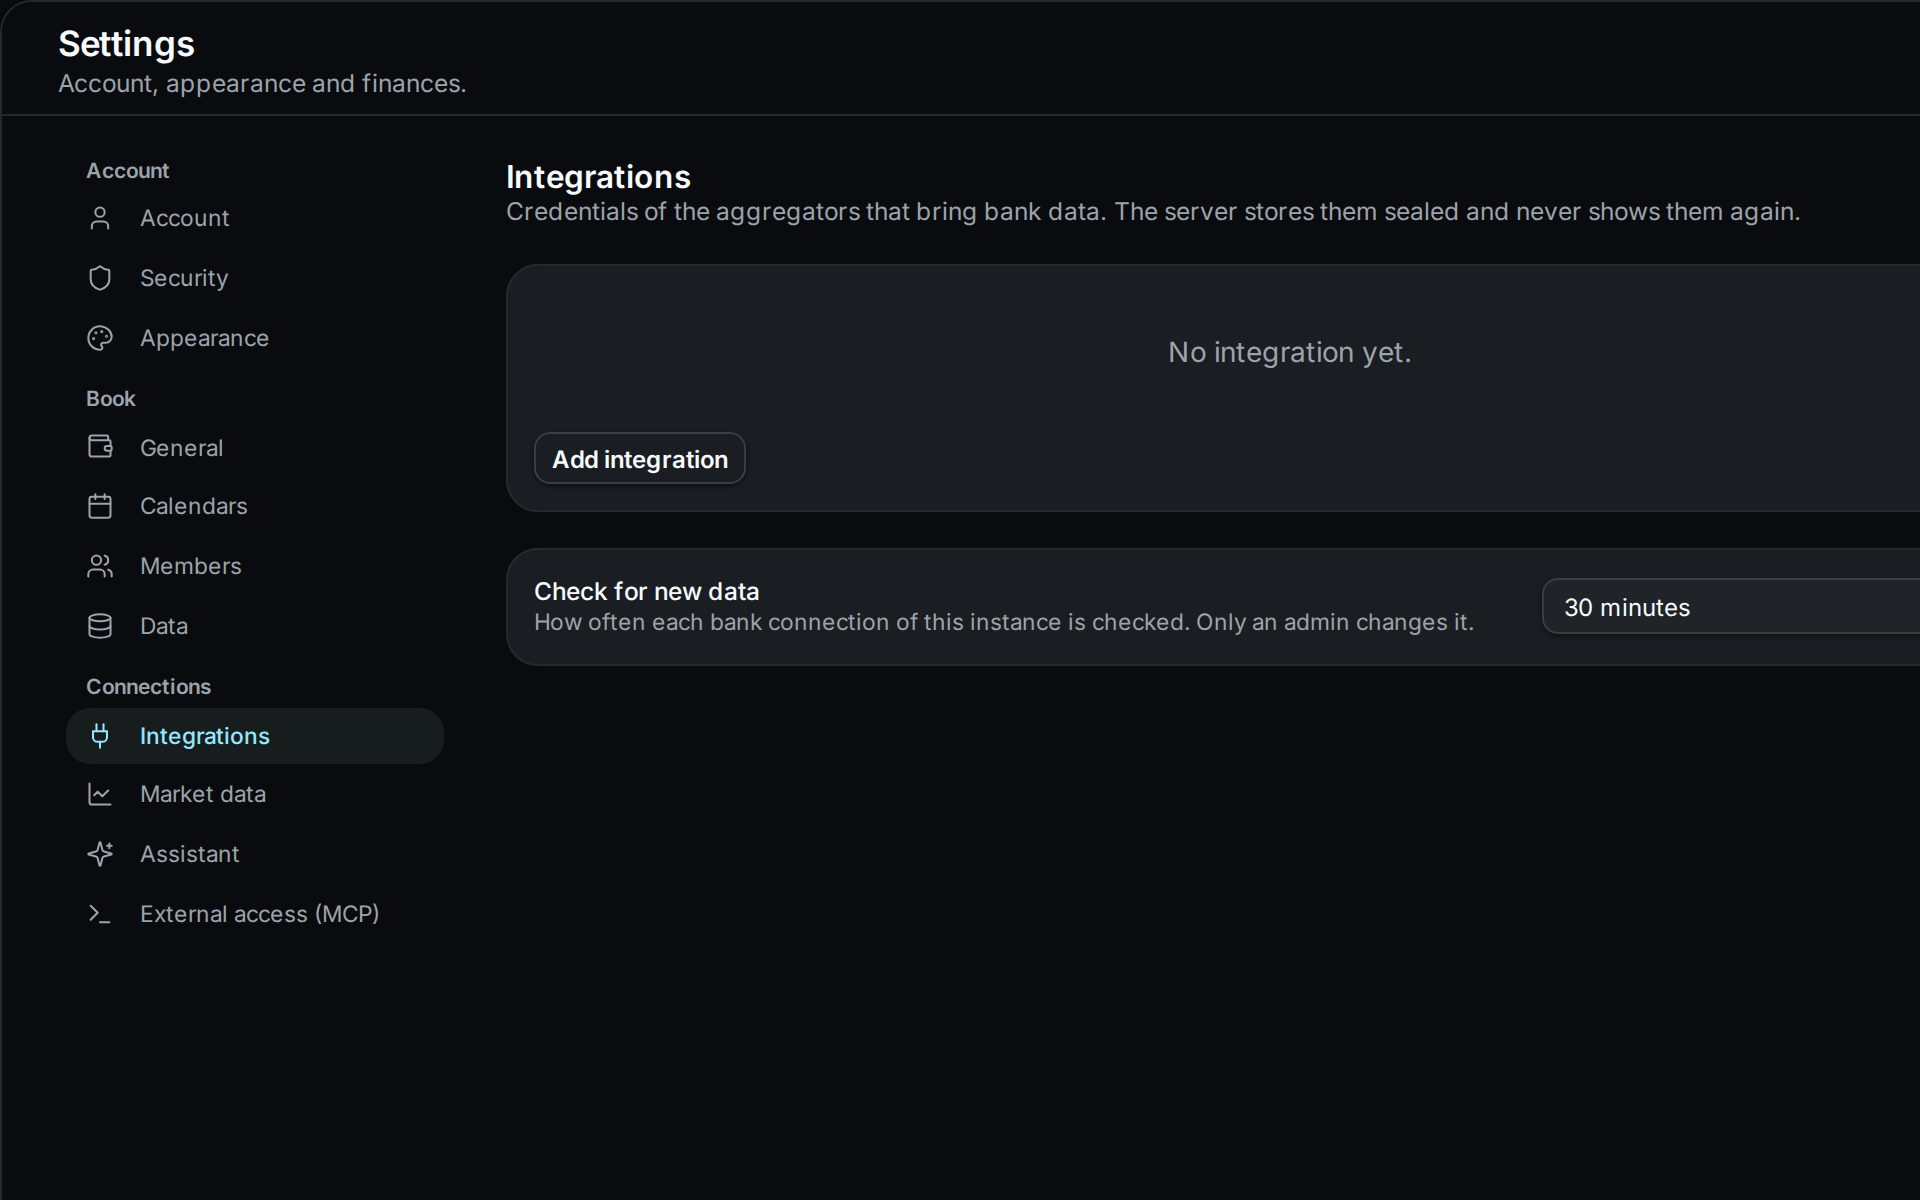 Settings
Account, appearance and finances.
Account
Account
Security
Appearance
Book
General
Calendars
Members
Data
Connections
Integrations
Market data
Assistant
External access (MCP)
Integrations
Credentials of the aggregators that bring bank data. The server stores them sealed and never shows them again.
No integration yet.
Add integration
Check for new data
How often each bank connection of this instance is checked. Only an admin changes it.
30 minutes